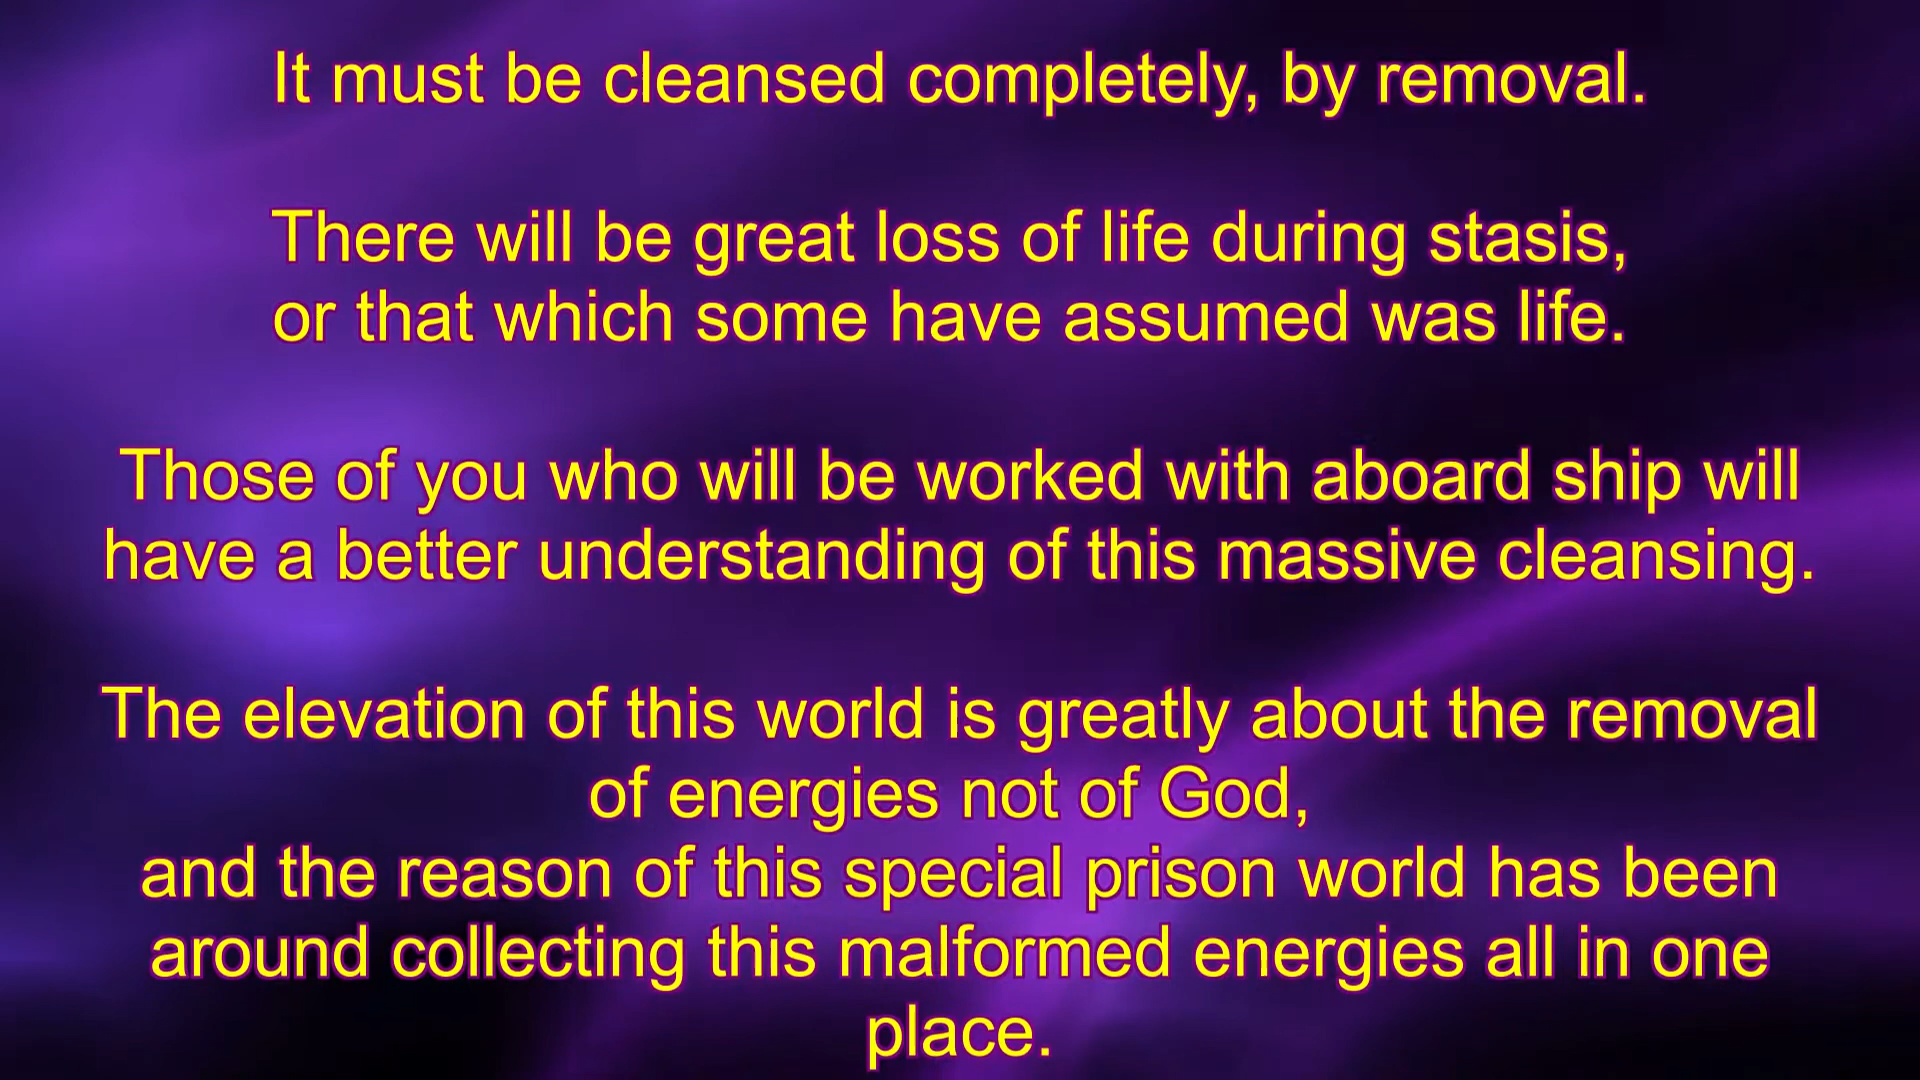 It must be cleansed completely, by removal.
There will be great loss of life during stasis,
or that which some have assumed was life.
Those of you who will be worked with aboard ship will
have a better understanding of this massive cleansing.
The elevation of this world is greatly about the removal
of energies not of God,
and the reason of this special prison world has been
around collecting this malformed energies all in one
place.